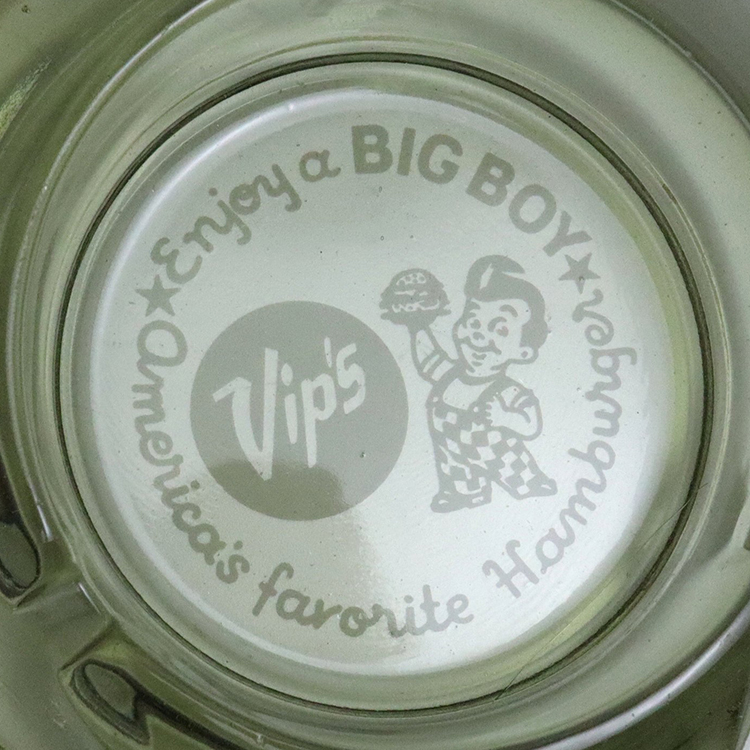 Enjoy a BIG BOY
America's favorite Hamburger
Vip's